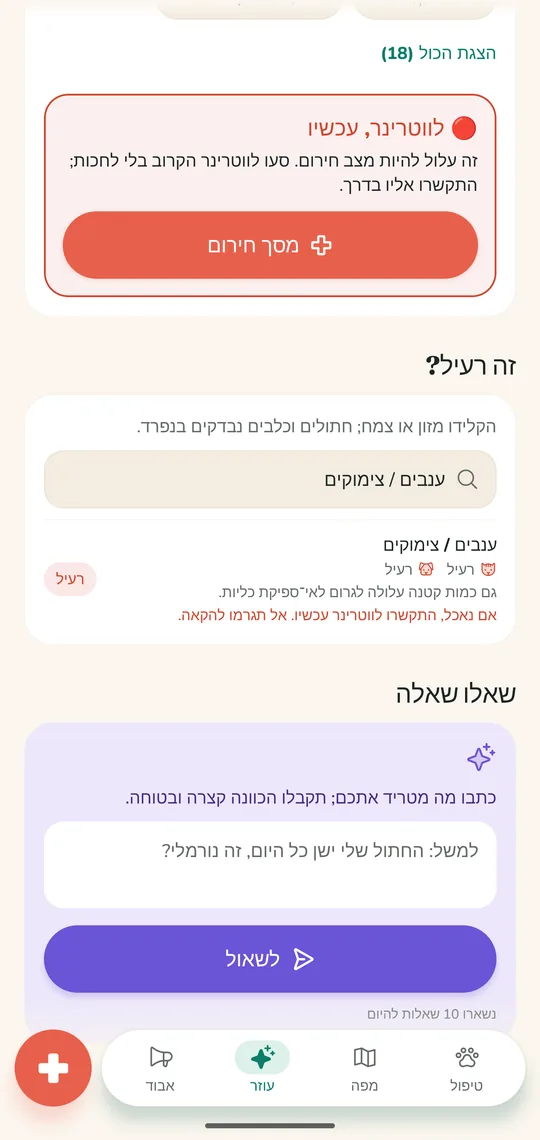 הצגת הכול (18)
לווטרינר, עכשיו
זה עלול להיות מצב חירום. סעו לווטרינר הקרוב בלי לחכות;
התקשרו אליו בדרך.
מסך חירום
זה רעיל?
הקלידו מזון או צמח; חתולים וכלבים נבדקים בנפרד.
ענבים / צימוקים
ענבים / צימוקים
רעיל רעיל
רעיל
גם כמות קטנה עלולה לגרום לאי־ספיקת כליות.
אם נאכל, התקשרו לווטרינר עכשיו. אל תגרמו להקאה.
שאלו שאלה
כתבו מה מטריד אתכם; תקבלו הכוונה קצרה ובטוחה.
למשל: החתול שלי ישן כל היום, זה נורמלי?
לשאול
נשארו 10 שאלות להיום
טיפול
מפה
עוזר
אבוד